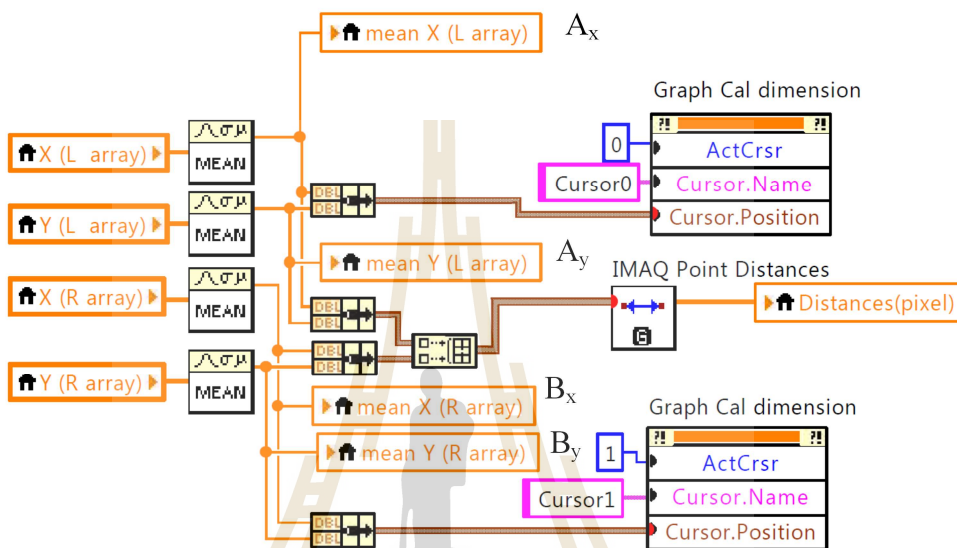 mean X (L array)
Aₓ
Graph Cal dimension
?!
?!
X (L array)
MEAN
0
ActCrsr
Cursor0
Cursor.Name
Cursor.Position
DBL
DBL
Y (L array)
MEAN
mean Y (L array)
A_y
IMAQ Point Distances
X (R array)
MEAN
DBL
DBL
Distances(pixel)
DBL
DBL
Y (R array)
MEAN
mean X (R array)
Bₓ
Graph Cal dimension
?!
?!
mean Y (R array)
B_y
1
ActCrsr
Cursor1
Cursor.Name
Cursor.Position
DBL
DBL